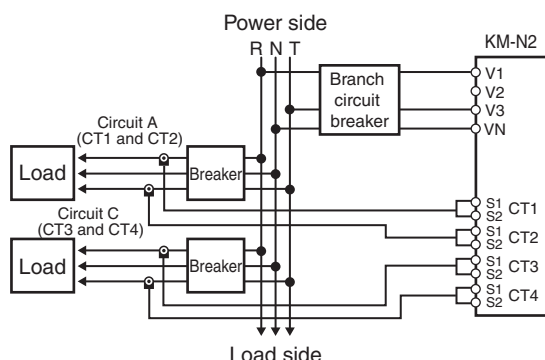 Power side
R N T
KM-N2
Branch
circuit
breaker
V1
V2
V3
VN
Circuit A
(CT1 and CT2)
Load
Breaker
S1
S2
CT1
S1
S2
CT2
Circuit C
(CT3 and CT4)
Load
Breaker
S1
S2
CT3
S1
S2
CT4
Load side